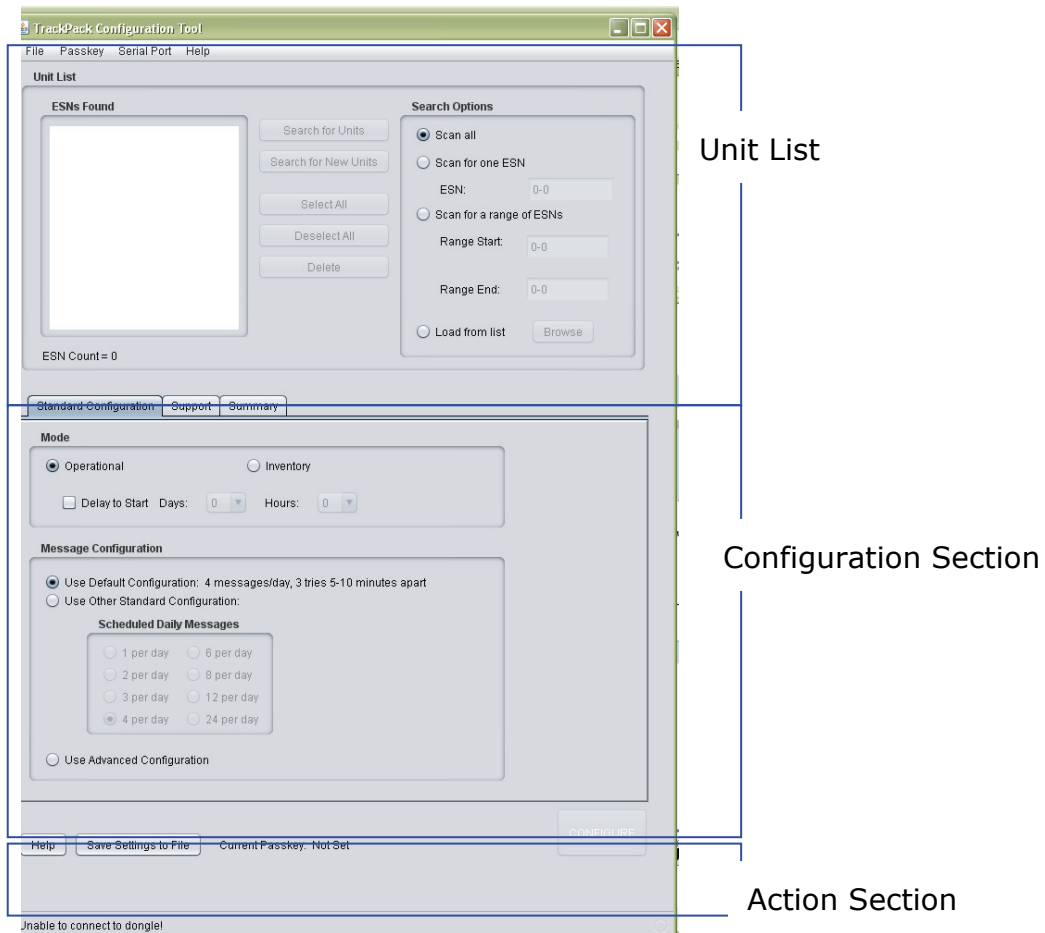 TrackPack Configuration Tool
File Passkey Serial Port Help
Unit List
ESNs Found
Search Options
Search for Units
Scan all
Search for New Units
Scan for one ESN
ESN: 0-0
Select All
Scan for a range of ESNs
Deselect All
Range Start: 0-0
Delete
Range End: 0-0
Load from list Browse
ESN Count = 0
Unit List
Standard Configuration Support Summary
Mode
Operational Inventory
Delay to Start Days: 0 Hours: 0
Message Configuration
Use Default Configuration: 4 messages/day, 3 tries 5-10 minutes apart
Use Other Standard Configuration:
Scheduled Daily Messages
1 per day 6 per day
2 per day 8 per day
3 per day 12 per day
4 per day 24 per day
Use Advanced Configuration
Configuration Section
CONFIGURE
Help Save Settings to File Current Passkey: Not Set
Action Section
Unable to connect to dongle!